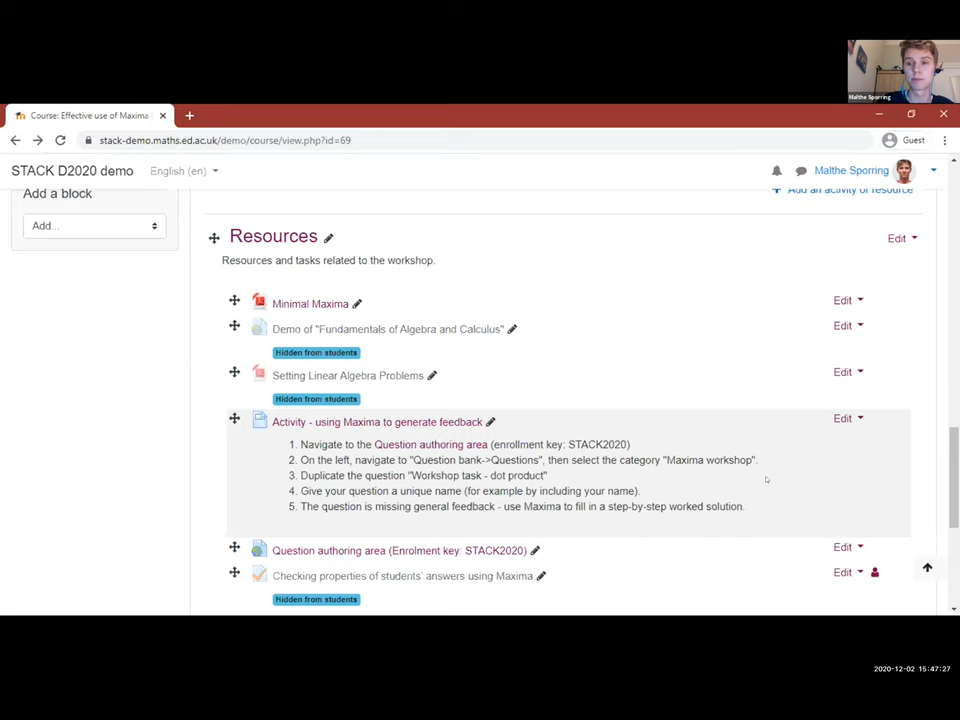 Malthe Sporring
Course: Effective use of Maxima
stack-demo.maths.ed.ac.uk/demo/course/view.php?id=69
Guest
STACK D2020 demo
English (en)
Malthe Sporring
Add a block
Add an activity or resource
Add...
Resources
Edit
Resources and tasks related to the workshop.
Minimal Maxima
Edit
Demo of "Fundamentals of Algebra and Calculus"
Edit
Hidden from students
Setting Linear Algebra Problems
Edit
Hidden from students
Activity - using Maxima to generate feedback
Edit
1. Navigate to the Question authoring area (enrollment key: STACK2020)
2. On the left, navigate to "Question bank->Questions", then select the category "Maxima workshop".
3. Duplicate the question "Workshop task - dot product"
4. Give your question a unique name (for example by including your name).
5. The question is missing general feedback - use Maxima to fill in a step-by-step worked solution.
Question authoring area (Enrolment key: STACK2020)
Edit
Checking properties of students' answers using Maxima
Edit
Hidden from students
2020-12-02 15:47:27